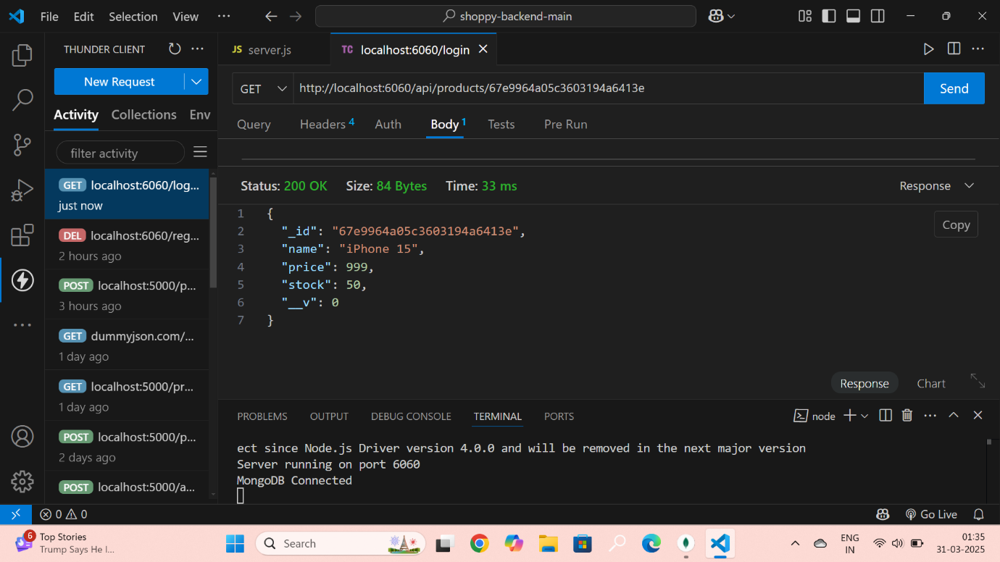 File Edit Selection View ···
shoppy-backend-main
THUNDER CLIENT
New Request
Activity Collections Env
filter activity
GET localhost:6060/log...
just now
DEL localhost:6060/reg...
2 hours ago
POST localhost:5000/p...
3 hours ago
GET dummyjson.com/...
1 day ago
GET localhost:5000/pr...
1 day ago
POST localhost:5000/p...
2 days ago
POST localhost:5000/a...
JS server.js
TC localhost:6060/login
GET http://localhost:6060/api/products/67e9964a05c3603194a6413e Send
Query Headers 4 Auth Body 1 Tests Pre Run
Status: 200 OK Size: 84 Bytes Time: 33 ms Response
Copy
1 {
2 "_id": "67e9964a05c3603194a6413e",
3 "name": "iPhone 15",
4 "price": 999,
5 "stock": 50,
6 "__v": 0
7 }
Response Chart
PROBLEMS OUTPUT DEBUG CONSOLE TERMINAL PORTS node
ect since Node.js Driver version 4.0.0 and will be removed in the next major version
Server running on port 6060
MongoDB Connected
0 0 Go Live
6 Top Stories
Trump Says He I...
Search
ENG
IN
01:35
31-03-2025